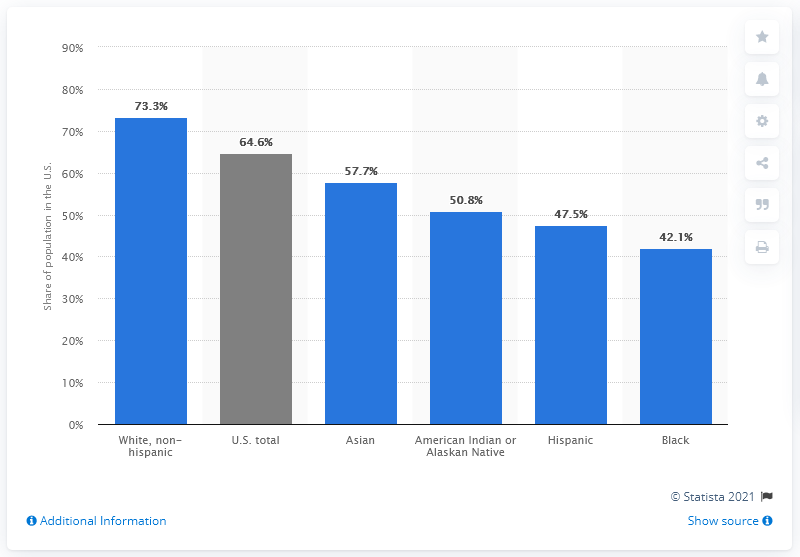 90%
80%
70%
60%
50%
40%
30%
20%
10%
0%
Share of population in the U.S.
73.3%
64.6%
57.7%
50.8%
47.5%
42.1%
White, non-
hispanic
U.S. total
Asian
American Indian or
Alaskan Native
Hispanic
Black
© Statista 2021
Additional Information
Show source